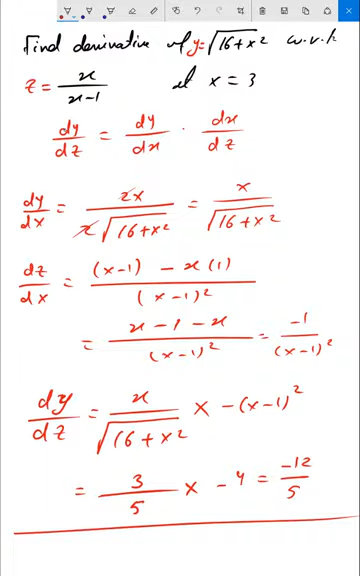 Find derivative of y=√16+x² w.r.t
z = x/x-1 at x = 3
dy/dz = dy/dx . dx/dz
dy/dx = 2x/2√16+x² = x/√16+x²
dz/dx = (x-1) - x(1)/(x-1)²
= x-1-x/(x-1)² = -1/(x-1)²
dy/dz = x/√16+x² × -(x-1)²
= 3/5 × -4 = -12/5